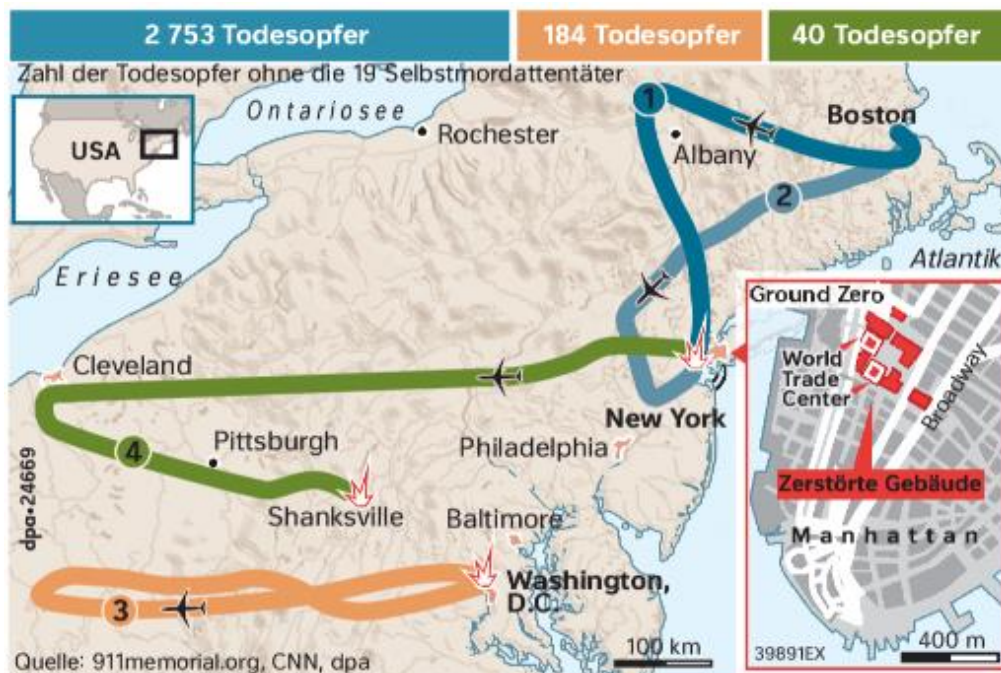 2 753 Todesopfer
184 Todesopfer
40 Todesopfer
Zahl der Todesopfer ohne die 19 Selbstmordattentäter
USA
Ontariosee
Rochester
1
Albany
Boston
2
Eriesee
Atlantik
Ground Zero
World
Trade
Center
Broadway
Cleveland
New York
Philadelphia
4
Pittsburgh
Shanksville
Zerstörte Gebäude
Baltimore
Manhattan
Washington,
D.C.
3
dpa•24669
Quelle: 911memorial.org, CNN, dpa
100 km
39891EX
400 m